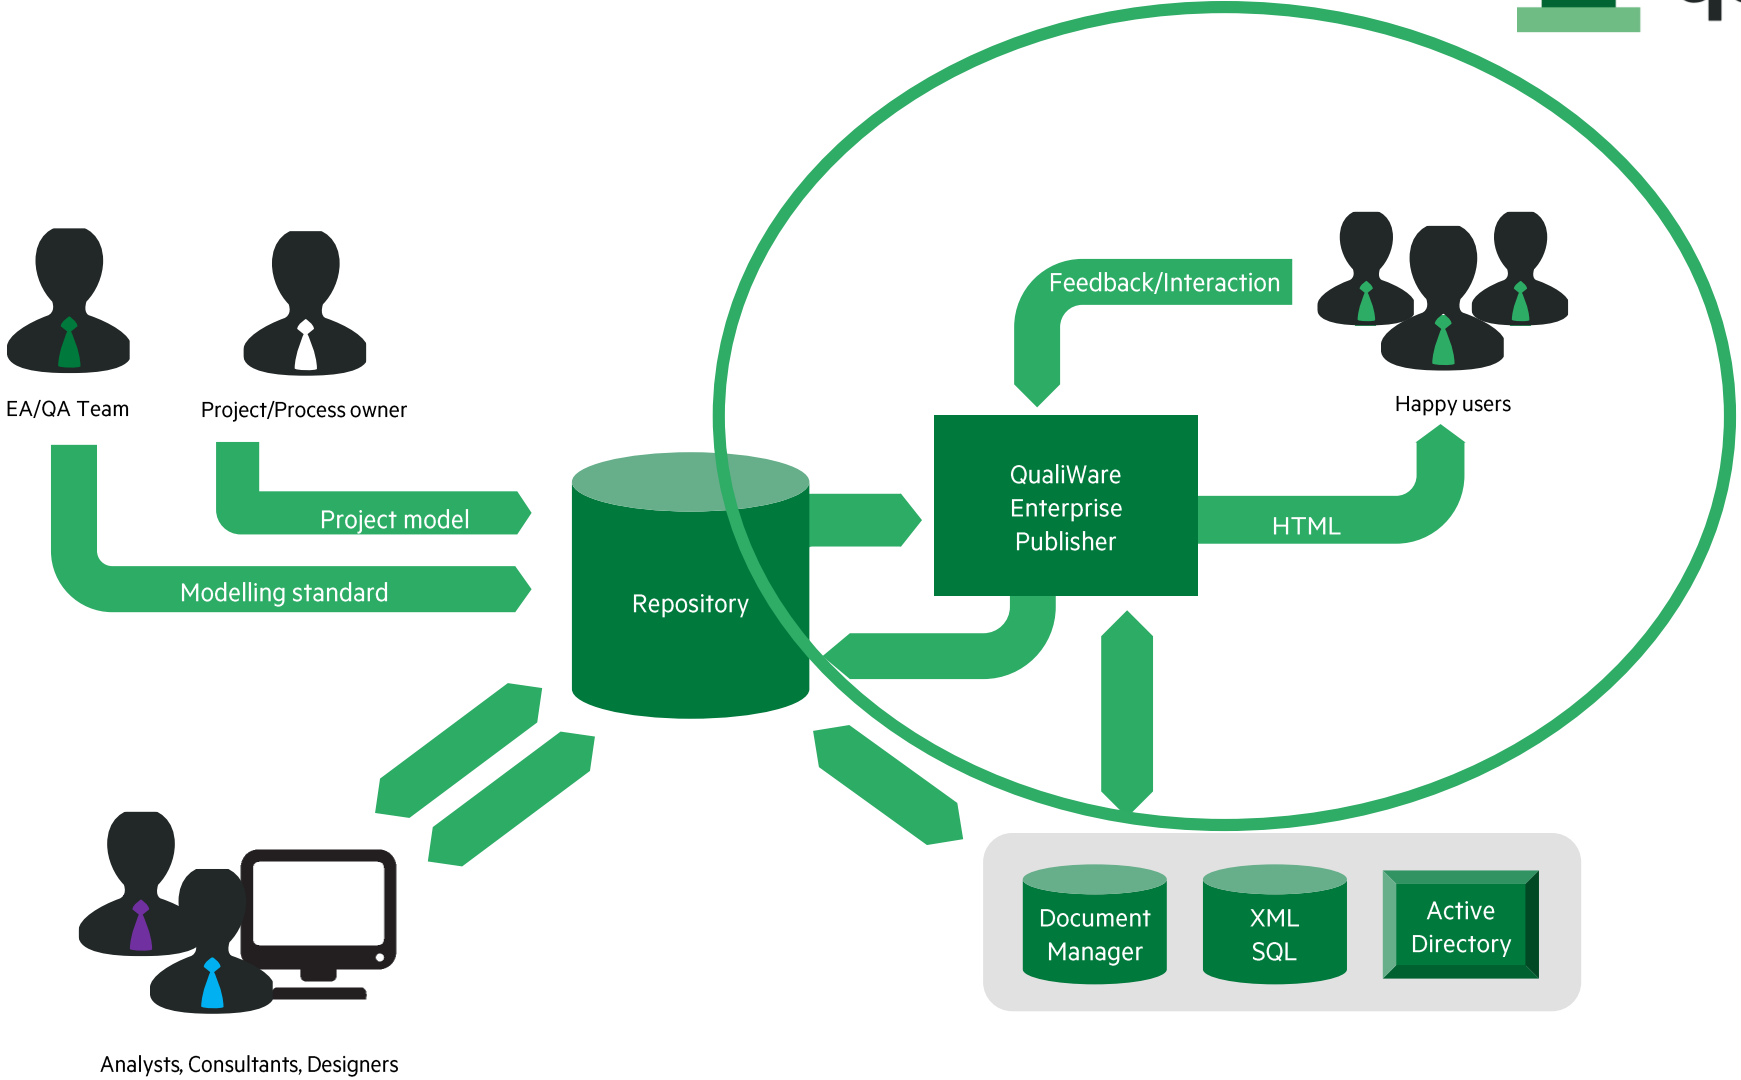 Feedback/Interaction
EA/QA Team
Project/Process owner
Happy users
QualiWare
Enterprise
Publisher
Project model
HTML
Modelling standard
Repository
Document
Manager
XML
SQL
Active
Directory
Analysts, Consultants, Designers